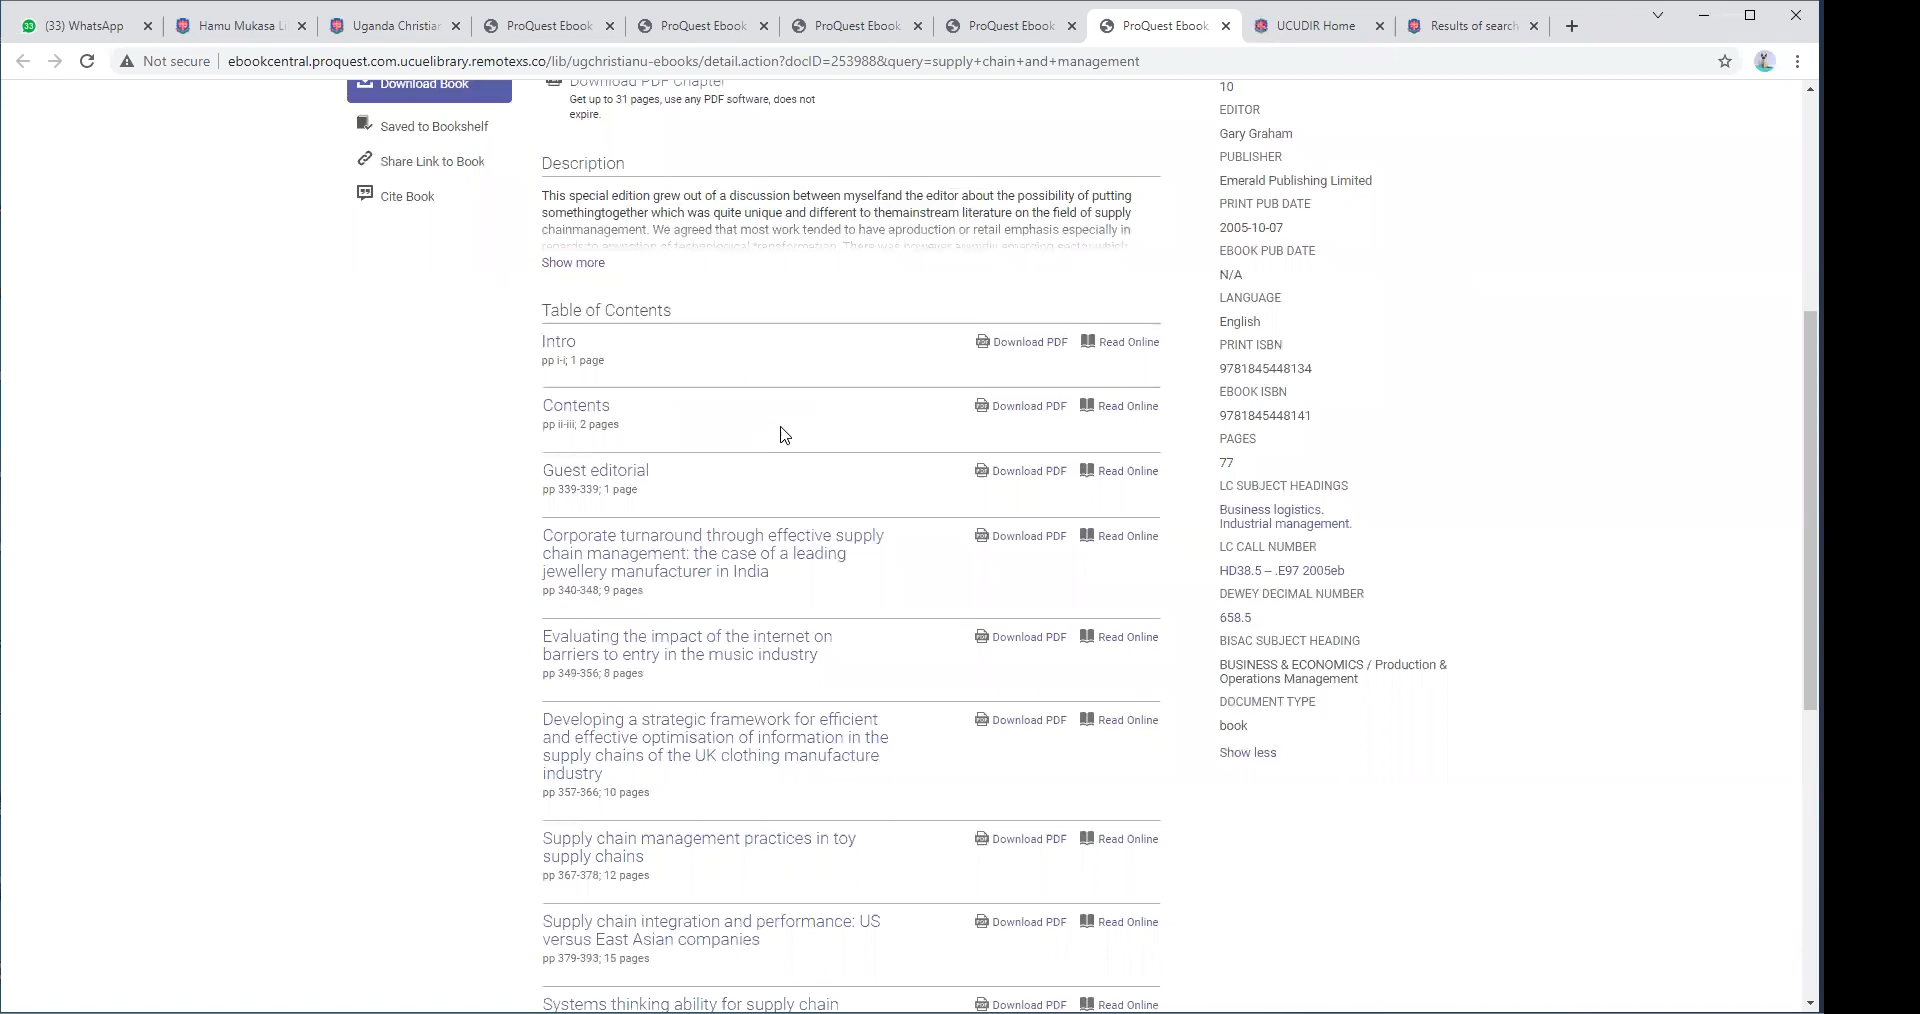 (33) WhatsApp
Hamu Mukasa Li
Uganda Christian
ProQuest Ebook
ProQuest Ebook
ProQuest Ebook
ProQuest Ebook
ProQuest Ebook
UCUDIR Home
Results of search
Not secure
ebookcentral.proquest.com.ucuelibrary.remotexs.co/lib/ugchristianu-ebooks/detail.action?docID=253988&query=supply+chain+and+management
Download Book
Saved to Bookshelf
Share Link to Book
Cite Book
Download PDF Chapter
Get up to 31 pages, use any PDF software, does not
expire.
Description
This special edition grew out of a discussion between myselfand the editor about the possibility of putting
somethingtogether which was quite unique and different to themainstream literature on the field of supply
chainmanagement. We agreed that most work tended to have aproduction or retail emphasis especially in
Show more
Table of Contents
Intro
pp i-i; 1 page
Download PDF Read Online
Contents
pp ii-iii; 2 pages
Download PDF Read Online
Guest editorial
pp 339-339; 1 page
Download PDF Read Online
Corporate turnaround through effective supply
chain management: the case of a leading
jewellery manufacturer in India
pp 340-348; 9 pages
Download PDF Read Online
Evaluating the impact of the internet on
barriers to entry in the music industry
pp 349-356; 8 pages
Download PDF Read Online
Developing a strategic framework for efficient
and effective optimisation of information in the
supply chains of the UK clothing manufacture
industry
pp 357-366; 10 pages
Download PDF Read Online
Supply chain management practices in toy
supply chains
pp 367-378; 12 pages
Download PDF Read Online
Supply chain integration and performance: US
versus East Asian companies
pp 379-393; 15 pages
Download PDF Read Online
Systems thinking ability for supply chain
Download PDF Read Online
10
EDITOR
Gary Graham
PUBLISHER
Emerald Publishing Limited
PRINT PUB DATE
2005-10-07
EBOOK PUB DATE
N/A
LANGUAGE
English
PRINT ISBN
9781845448134
EBOOK ISBN
9781845448141
PAGES
77
LC SUBJECT HEADINGS
Business logistics.
Industrial management.
LC CALL NUMBER
HD38.5 -- .E97 2005eb
DEWEY DECIMAL NUMBER
658.5
BISAC SUBJECT HEADING
BUSINESS & ECONOMICS / Production &
Operations Management
DOCUMENT TYPE
book
Show less